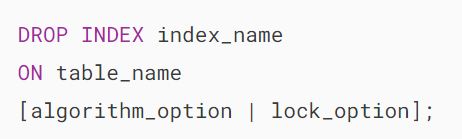 DROP INDEX index_name
ON table_name
[algorithm_option | lock_option];